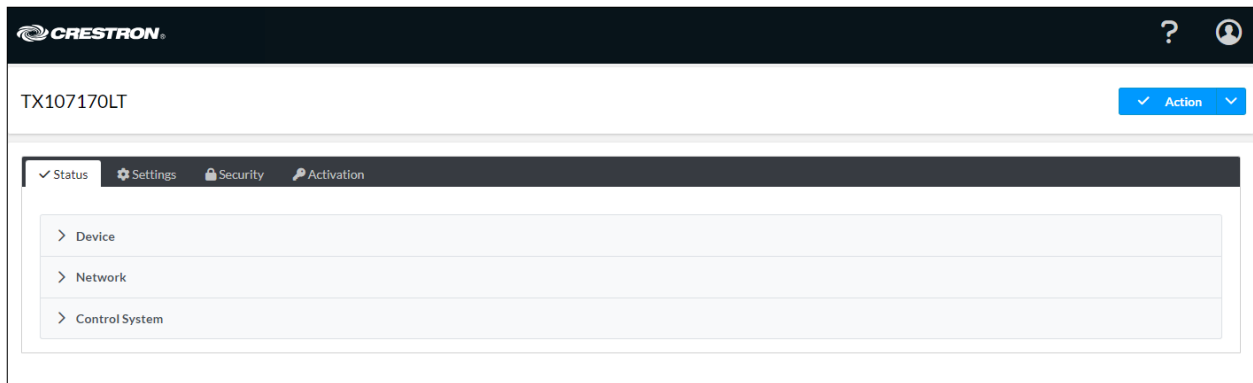 CRESTRON®
?
TX107170LT
Action
Status Settings Security Activation
Device
Network
Control System